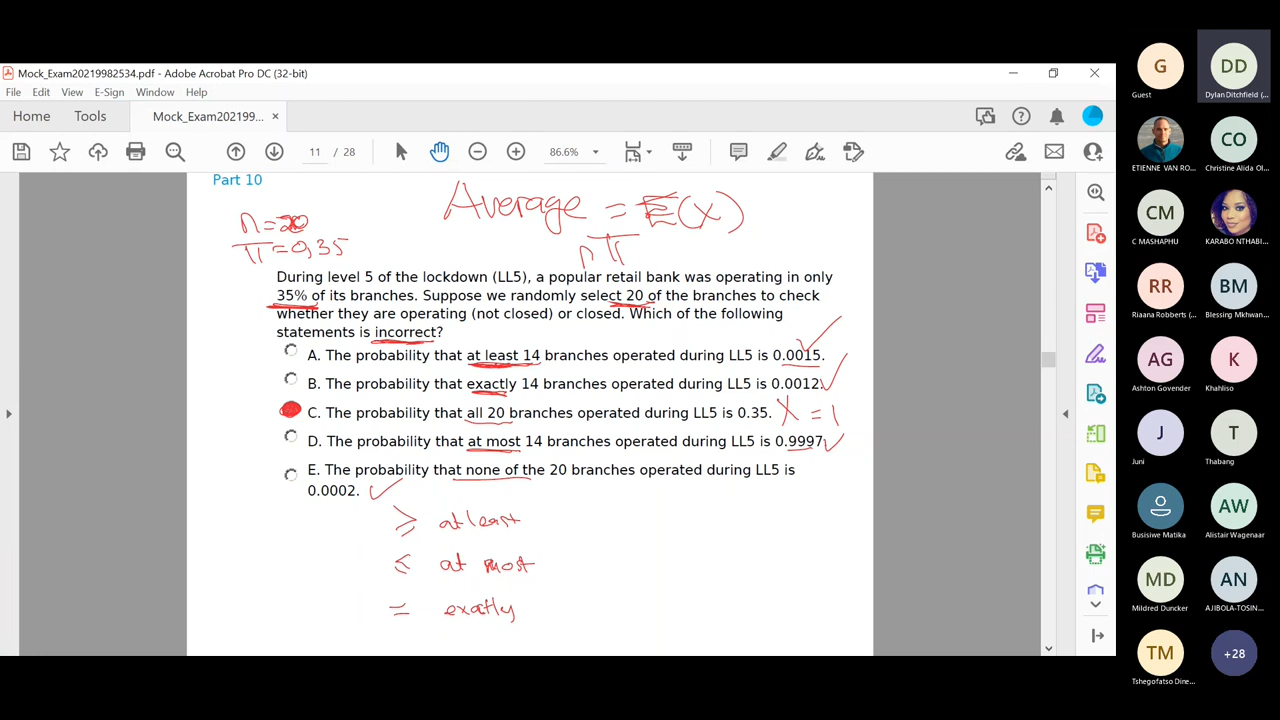 Mock_Exam20219982534.pdf - Adobe Acrobat Pro DC (32-bit)
File Edit View E-Sign Window Help
Home Tools Mock_Exam202199... ×
11 / 28 86.6%
Part 10
Average = E(X)
nπ
n=20
π=0,35
During level 5 of the lockdown (LL5), a popular retail bank was operating in only
35% of its branches. Suppose we randomly select 20 of the branches to check
whether they are operating (not closed) or closed. Which of the following
statements is incorrect?
A. The probability that at least 14 branches operated during LL5 is 0.0015.
B. The probability that exactly 14 branches operated during LL5 is 0.0012.
C. The probability that all 20 branches operated during LL5 is 0.35. X = 1
D. The probability that at most 14 branches operated during LL5 is 0.9997
E. The probability that none of the 20 branches operated during LL5 is
0.0002.
≥ at least
≤ at most
= exactly
G DD
Guest Dylan Ditchfield (...
CO
ETIENNE VAN RO... Christine Alida Ol...
CM
C MASHAPHU KARABO NTHABI...
RR BM
Riaana Robberts (... Blessing Mkhwan...
AG K
Ashton Govender Khahliso
J T
Juni Thabang
AW
Busisiwe Matika Alistair Wagenaar
MD AN
Mildred Duncker AJIBOLA-TOSIN...
TM +28
Tshegofatso Dine...